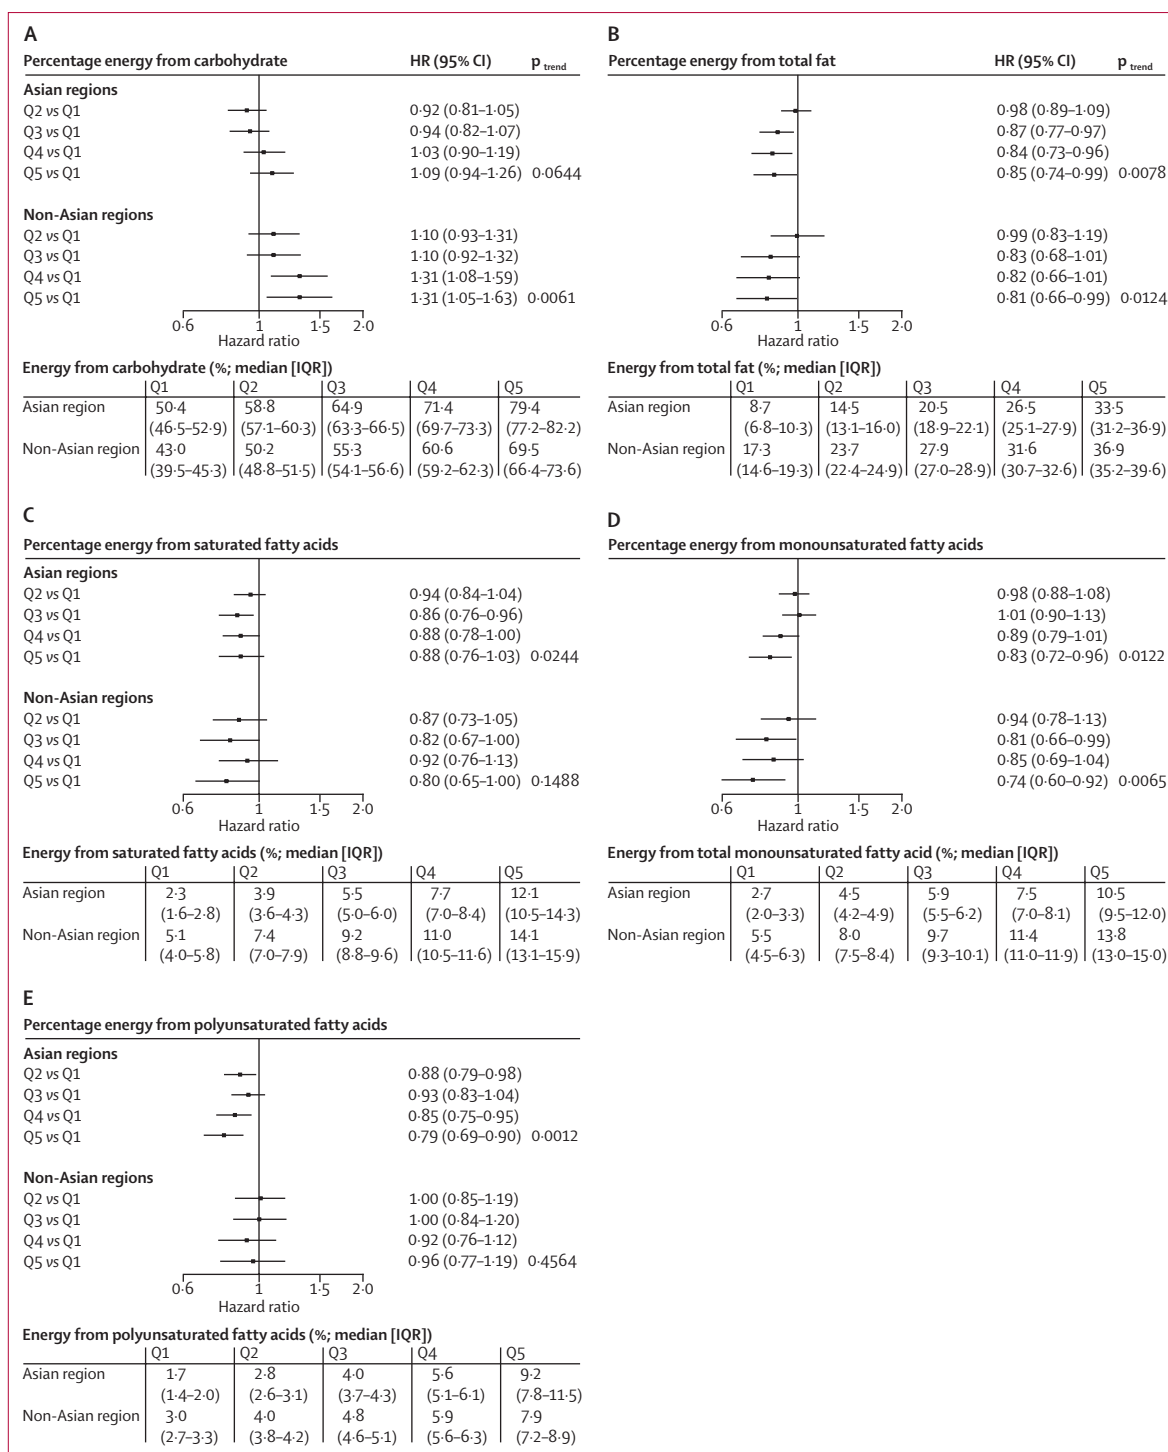 A
Percentage energy from carbohydrate HR (95% CI) p trend
Asian regions
Q2 vs Q1 0·92 (0·81–1·05)
Q3 vs Q1 0·94 (0·82–1·07)
Q4 vs Q1 1·03 (0·90–1·19)
Q5 vs Q1 1·09 (0·94–1·26) 0·0644
Non-Asian regions
Q2 vs Q1 1·10 (0·93–1·31)
Q3 vs Q1 1·10 (0·92–1·32)
Q4 vs Q1 1·31 (1·08–1·59)
Q5 vs Q1 1·31 (1·05–1·63) 0·0061
0·6 1 1·5 2·0
Hazard ratio
Energy from carbohydrate (%; median [IQR])
Q1 Q2 Q3 Q4 Q5
Asian region 50·4 58·8 64·9 71·4 79·4
(46·5–52·9) (57·1–60·3) (63·3–66·5) (69·7–73·3) (77·2–82·2)
Non-Asian region 43·0 50·2 55·3 60·6 69·5
(39·5–45·3) (48·8–51·5) (54·1–56·6) (59·2–62·3) (66·4–73·6)
B
Percentage energy from total fat HR (95% CI) p trend
0·98 (0·89–1·09)
0·87 (0·77–0·97)
0·84 (0·73–0·96)
0·85 (0·74–0·99) 0·0078
0·99 (0·83–1·19)
0·83 (0·68–1·01)
0·82 (0·66–1·01)
0·81 (0·66–0·99) 0·0124
0·6 1 1·5 2·0
Hazard ratio
Energy from total fat (%; median [IQR])
Q1 Q2 Q3 Q4 Q5
Asian region 8·7 14·5 20·5 26·5 33·5
(6·8–10·3) (13·1–16·0) (18·9–22·1) (25·1–27·9) (31·2–36·9)
Non-Asian region 17·3 23·7 27·9 31·6 36·9
(14·6–19·3) (22·4–24·9) (27·0–28·9) (30·7–32·6) (35·2–39·6)
C
Percentage energy from saturated fatty acids
Asian regions
Q2 vs Q1 0·94 (0·84–1·04)
Q3 vs Q1 0·86 (0·76–0·96)
Q4 vs Q1 0·88 (0·78–1·00)
Q5 vs Q1 0·88 (0·76–1·03) 0·0244
Non-Asian regions
Q2 vs Q1 0·87 (0·73–1·05)
Q3 vs Q1 0·82 (0·67–1·00)
Q4 vs Q1 0·92 (0·76–1·13)
Q5 vs Q1 0·80 (0·65–1·00) 0·1488
0·6 1 1·5 2·0
Hazard ratio
Energy from saturated fatty acids (%; median [IQR])
Q1 Q2 Q3 Q4 Q5
Asian region 2·3 3·9 5·5 7·7 12·1
(1·6–2·8) (3·6–4·3) (5·0–6·0) (7·0–8·4) (10·5–14·3)
Non-Asian region 5·1 7·4 9·2 11·0 14·1
(4·0–5·8) (7·0–7·9) (8·8–9·6) (10·5–11·6) (13·1–15·9)
D
Percentage energy from monounsaturated fatty acids
0·98 (0·88–1·08)
1·01 (0·90–1·13)
0·89 (0·79–1·01)
0·83 (0·72–0·96) 0·0122
0·94 (0·78–1·13)
0·81 (0·66–0·99)
0·85 (0·69–1·04)
0·74 (0·60–0·92) 0·0065
0·6 1 1·5 2·0
Hazard ratio
Energy from total monounsaturated fatty acid (%; median [IQR])
Q1 Q2 Q3 Q4 Q5
Asian region 2·7 4·5 5·9 7·5 10·5
(2·0–3·3) (4·2–4·9) (5·5–6·2) (7·0–8·1) (9·5–12·0)
Non-Asian region 5·5 8·0 9·7 11·4 13·8
(4·5–6·3) (7·5–8·4) (9·3–10·1) (11·0–11·9) (13·0–15·0)
E
Percentage energy from polyunsaturated fatty acids
Asian regions
Q2 vs Q1 0·88 (0·79–0·98)
Q3 vs Q1 0·93 (0·83–1·04)
Q4 vs Q1 0·85 (0·75–0·95)
Q5 vs Q1 0·79 (0·69–0·90) 0·0012
Non-Asian regions
Q2 vs Q1 1·00 (0·85–1·19)
Q3 vs Q1 1·00 (0·84–1·20)
Q4 vs Q1 0·92 (0·76–1·12)
Q5 vs Q1 0·96 (0·77–1·19) 0·4564
0·6 1 1·5 2·0
Hazard ratio
Energy from polyunsaturated fatty acids (%; median [IQR])
Q1 Q2 Q3 Q4 Q5
Asian region 1·7 2·8 4·0 5·6 9·2
(1·4–2·0) (2·6–3·1) (3·7–4·3) (5·1–6·1) (7·8–11·5)
Non-Asian region 3·0 4·0 4·8 5·9 7·9
(2·7–3·3) (3·8–4·2) (4·6–5·1) (5·6–6·3) (7·2–8·9)